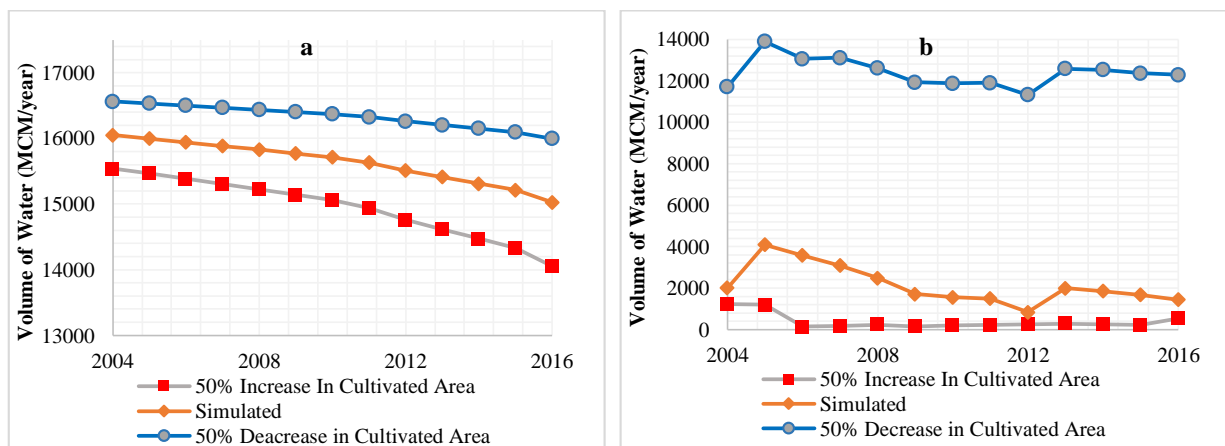 a
Volume of Water (MCM/year)
17000
16000
15000
14000
13000
2004 2008 2012 2016
50% Increase In Cultivated Area
Simulated
50% Deacrease in Cultivated Area
b
Volume of Water (MCM/year)
14000
12000
10000
8000
6000
4000
2000
0
2004 2008 2012 2016
50% Increase In Cultivated Area
Simulated
50% Decrease in Cultivated Area